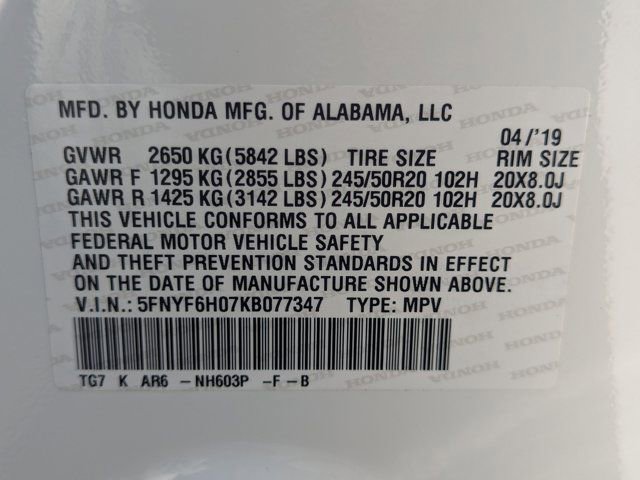 MFD. BY HONDA MFG. OF ALABAMA, LLC
04/'19
GVWR 2650 KG(5842 LBS) TIRE SIZE RIM SIZE
GAWR F 1295 KG(2855 LBS) 245/50R20 102H 20X8.0J
GAWR R 1425 KG(3142 LBS) 245/50R20 102H 20X8.0J
THIS VEHICLE CONFORMS TO ALL APPLICABLE
FEDERAL MOTOR VEHICLE SAFETY
AND THEFT PREVENTION STANDARDS IN EFFECT
ON THE DATE OF MANUFACTURE SHOWN ABOVE.
V.I.N.: 5FNYF6H07KB077347 TYPE: MPV
TG7 K AR6 -NH603P -F-B